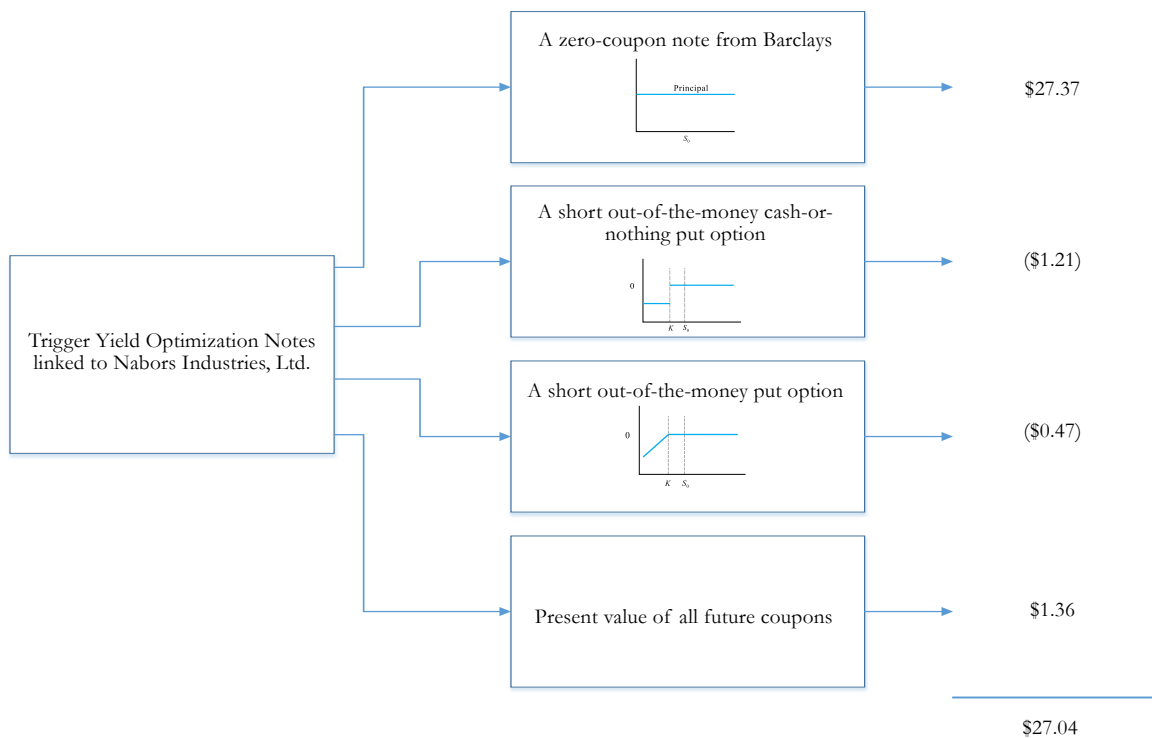 A zero-coupon note from Barclays
Principal
S₀
$27.37
A short out-of-the-money cash-or-
nothing put option
0
K S₀
($1.21)
Trigger Yield Optimization Notes
linked to Nabors Industries, Ltd.
A short out-of-the-money put option
0
K S₀
($0.47)
Present value of all future coupons
$1.36
$27.04